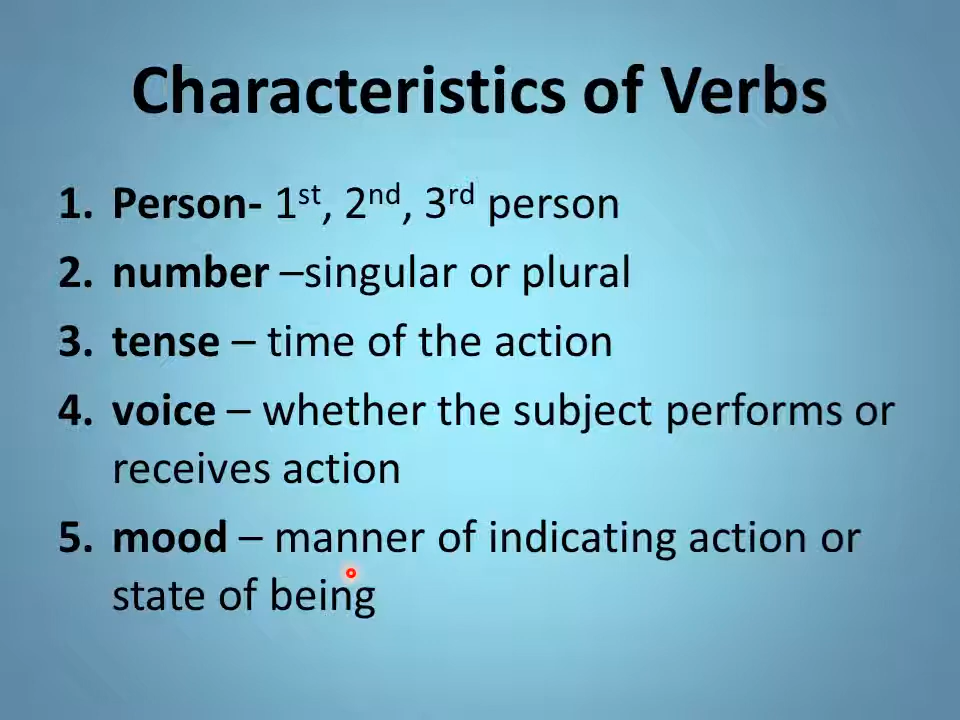 Characteristics of Verbs
1. Person- 1st, 2nd, 3rd person
2. number –singular or plural
3. tense – time of the action
4. voice – whether the subject performs or
receives action
5. mood – manner of indicating action or
state of being